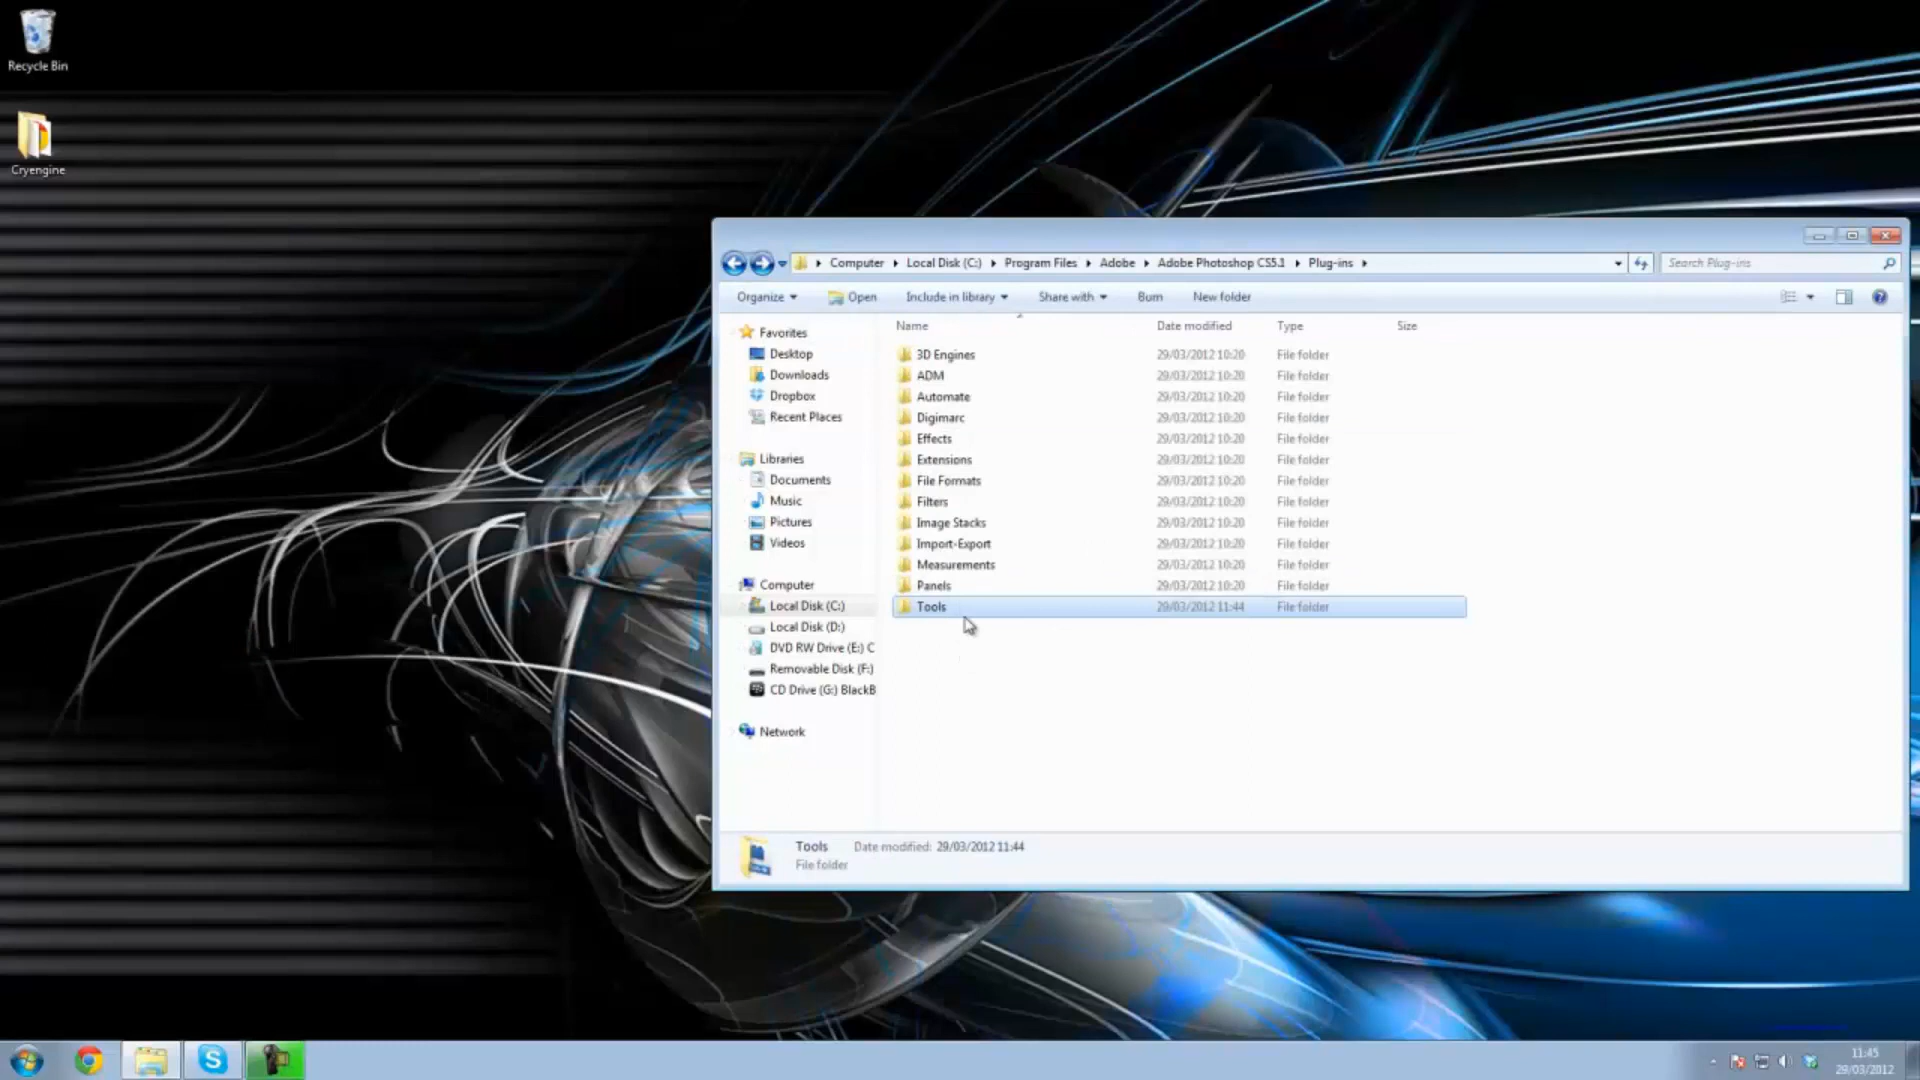 Recycle Bin
Cryengine
Computer Local Disk (C:) Program Files Adobe Adobe Photoshop CS5.1 Plug-ins
Search Plug-ins
Organize Open Include in library Share with Burn New folder
Name Date modified Type Size
3D Engines 29/03/2012 10:20 File folder
ADM 29/03/2012 10:20 File folder
Automate 29/03/2012 10:20 File folder
Digimarc 29/03/2012 10:20 File folder
Effects 29/03/2012 10:20 File folder
Extensions 29/03/2012 10:20 File folder
File Formats 29/03/2012 10:20 File folder
Filters 29/03/2012 10:20 File folder
Image Stacks 29/03/2012 10:20 File folder
Import-Export 29/03/2012 10:20 File folder
Measurements 29/03/2012 10:20 File folder
Panels 29/03/2012 10:20 File folder
Tools 29/03/2012 11:44 File folder
Favorites
Desktop
Downloads
Dropbox
Recent Places
Libraries
Documents
Music
Pictures
Videos
Computer
Local Disk (C:)
Local Disk (D:)
DVD RW Drive (E:) C
Removable Disk (F:)
CD Drive (G:) BlackB
Network
Tools Date modified: 29/03/2012 11:44
File folder
11:45
29/03/2012